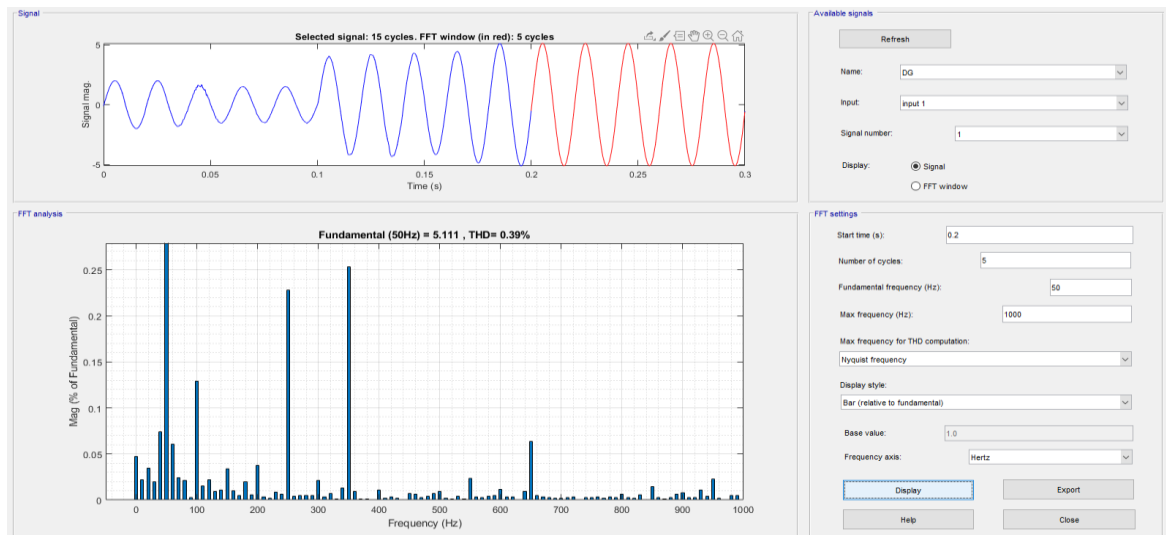 Signal
Selected signal: 15 cycles. FFT window (in red): 5 cycles
5
0
-5
Signal mag.
0 0.05 0.1 0.15 0.2 0.25 0.3
Time (s)
FFT analysis
Fundamental (50Hz) = 5.111 , THD= 0.39%
0.25
0.2
0.15
0.1
0.05
0
Mag (% of Fundamental)
0 100 200 300 400 500 600 700 800 900 1000
Frequency (Hz)
Available signals
Refresh
Name: DG
Input: input 1
Signal number: 1
Display: Signal
FFT window
FFT settings
Start time (s): 0.2
Number of cycles: 5
Fundamental frequency (Hz): 50
Max frequency (Hz): 1000
Max frequency for THD computation:
Nyquist frequency
Display style:
Bar (relative to fundamental)
Base value: 1.0
Frequency axis: Hertz
Display Export
Help Close